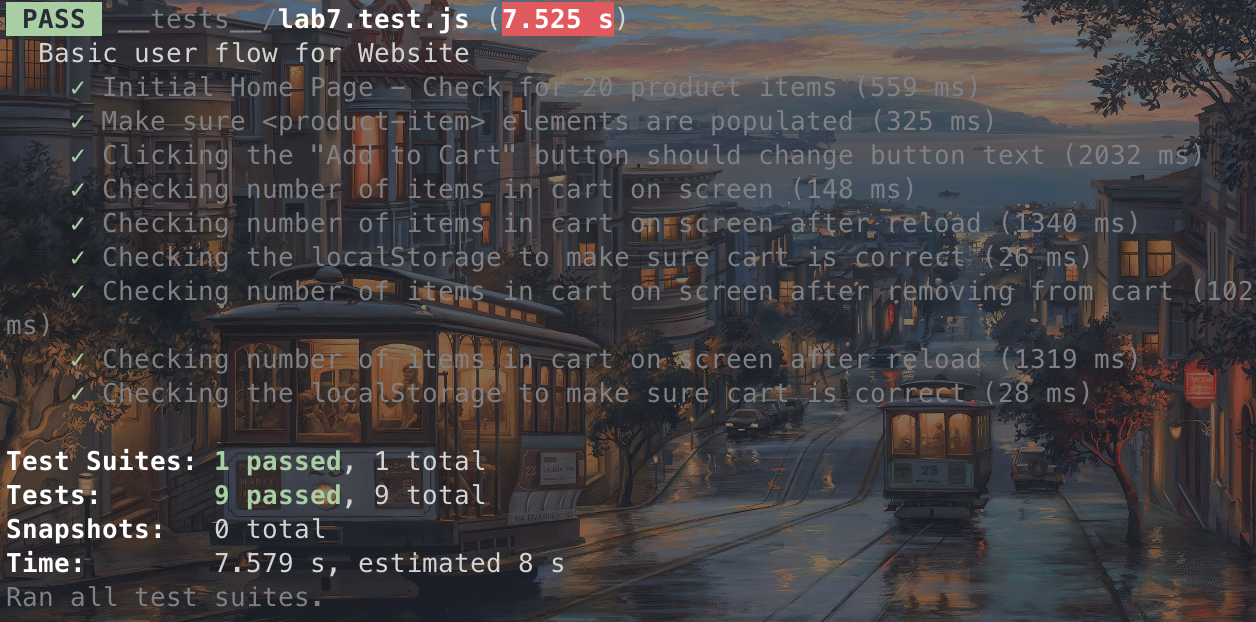 PASS __tests__/lab7.test.js (7.525 s)
Basic user flow for Website
✓ Initial Home Page – Check for 20 product items (559 ms)
✓ Make sure <product-item> elements are populated (325 ms)
✓ Clicking the "Add to Cart" button should change button text (2032 ms)
✓ Checking number of items in cart on screen (148 ms)
✓ Checking number of items in cart on screen after reload (1340 ms)
✓ Checking the localStorage to make sure cart is correct (26 ms)
✓ Checking number of items in cart on screen after removing from cart (102
ms)
✓ Checking number of items in cart on screen after reload (1319 ms)
✓ Checking the localStorage to make sure cart is correct (28 ms)
Test Suites: 1 passed, 1 total
Tests: 9 passed, 9 total
Snapshots: 0 total
Time: 7.579 s, estimated 8 s
Ran all test suites.
23
23